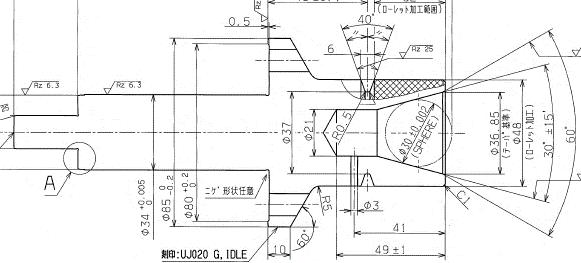 (ローレット加工範囲)
0.5
40°
6
Rz 25
Rz 6.3
Rz 6.3
R0.5
φ37
φ21
φ30±0.002
(SPHERE)
φ36.85
(テーパ基準)
φ48
(ローレット加工)
30°±15'
60°
A
φ34 +0.005 0
φ85 0 -0.2
φ80 +0.2 0
ニゲ形状任意
R5
60°
φ3
C1
41
刻印:UJ020 G,IDLE
10
49±1